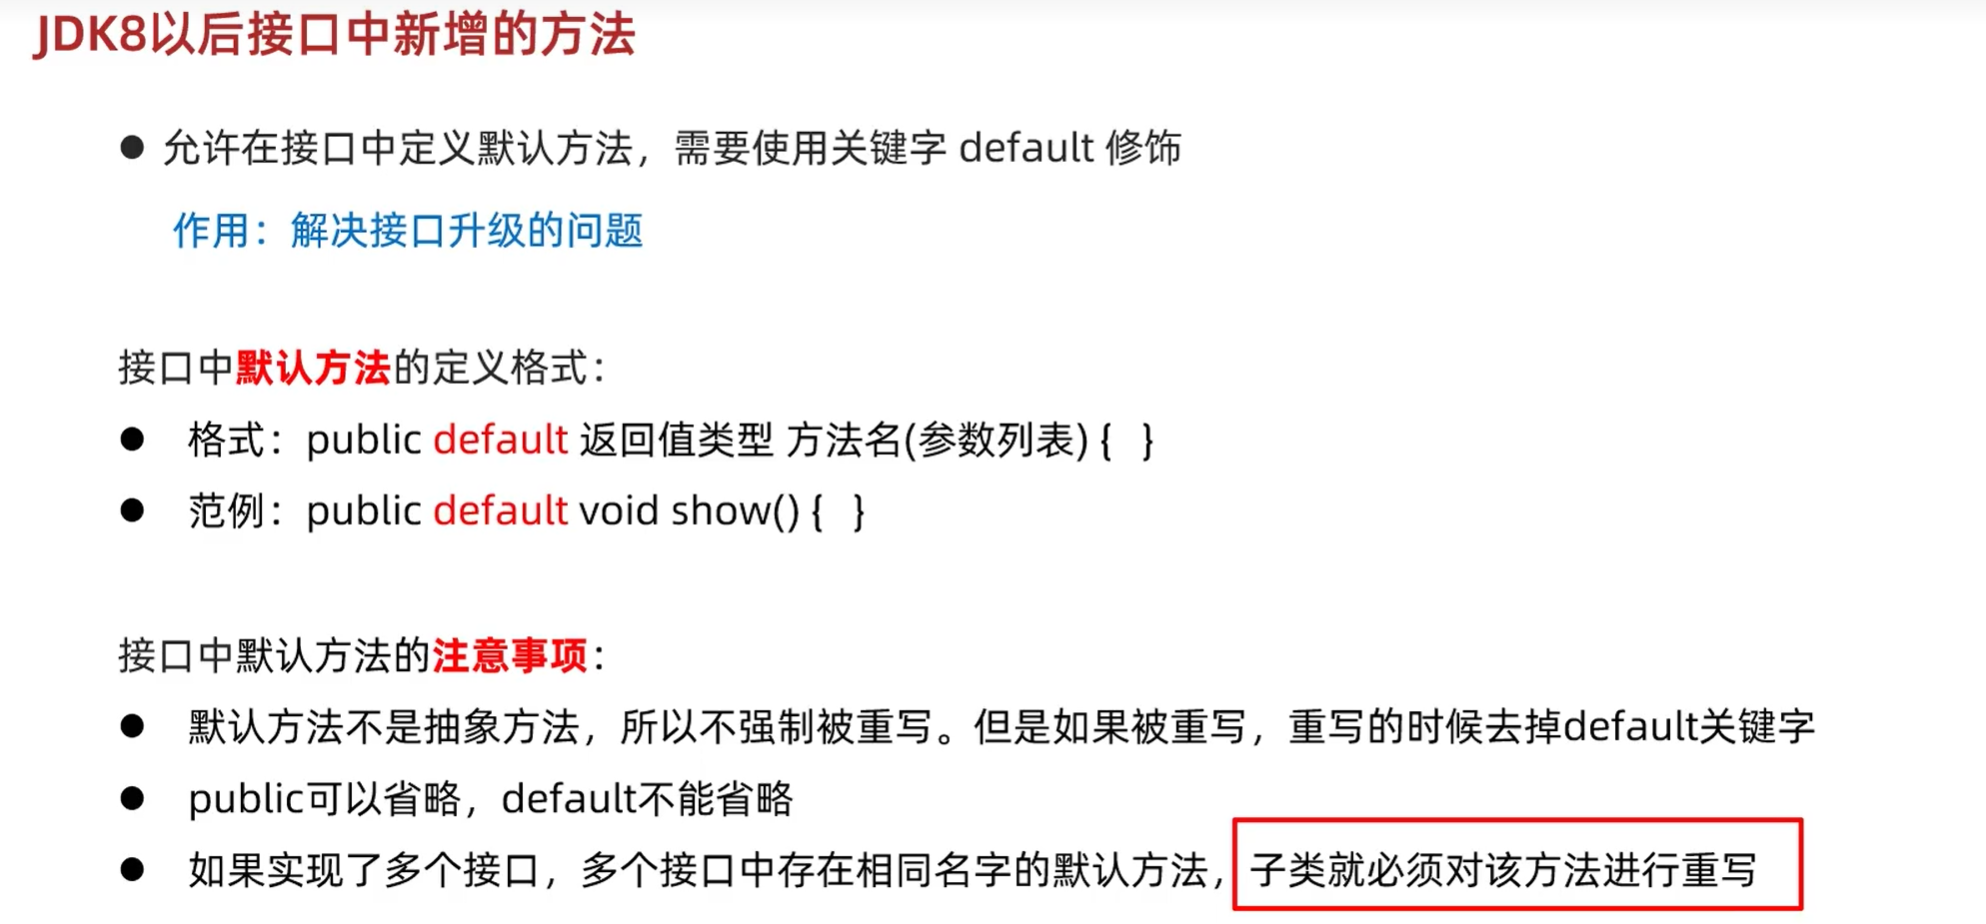 JDK8以后接口中新增的方法
● 允许在接口中定义默认方法，需要使用关键字 default 修饰
作用：解决接口升级的问题
接口中默认方法的定义格式：
● 格式：public default 返回值类型 方法名(参数列表) { }
● 范例：public default void show() { }
接口中默认方法的注意事项：
● 默认方法不是抽象方法，所以不强制被重写。但是如果被重写，重写的时候去掉default关键字
● public可以省略，default不能省略
● 如果实现了多个接口，多个接口中存在相同名字的默认方法，子类就必须对该方法进行重写